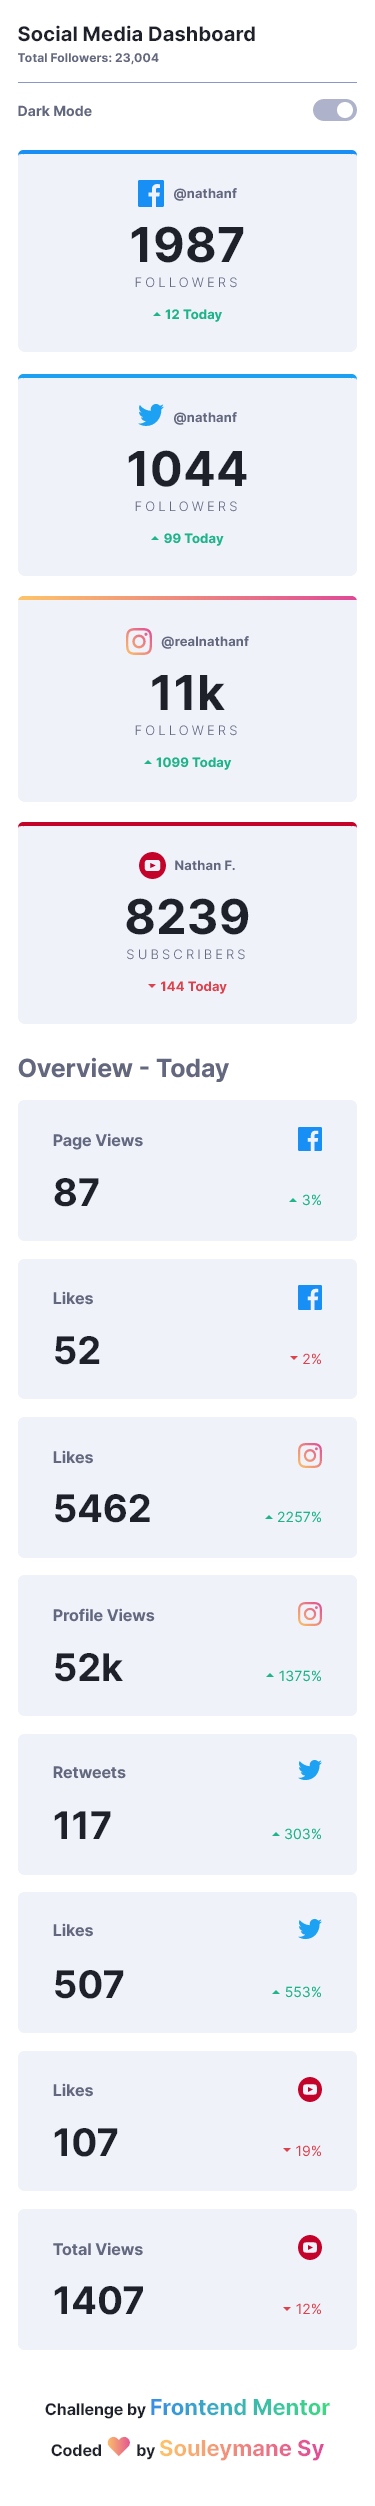 Social Media Dashboard
Total Followers: 23,004
Dark Mode
@nathanf
1987
FOLLOWERS
12 Today
@nathanf
1044
FOLLOWERS
99 Today
@realnathanf
11k
FOLLOWERS
1099 Today
Nathan F.
8239
SUBSCRIBERS
144 Today
Overview - Today
Page Views
87
3%
Likes
52
2%
Likes
5462
2257%
Profile Views
52k
1375%
Retweets
117
303%
Likes
507
553%
Likes
107
19%
Total Views
1407
12%
Challenge by Frontend Mentor
Coded by Souleymane Sy